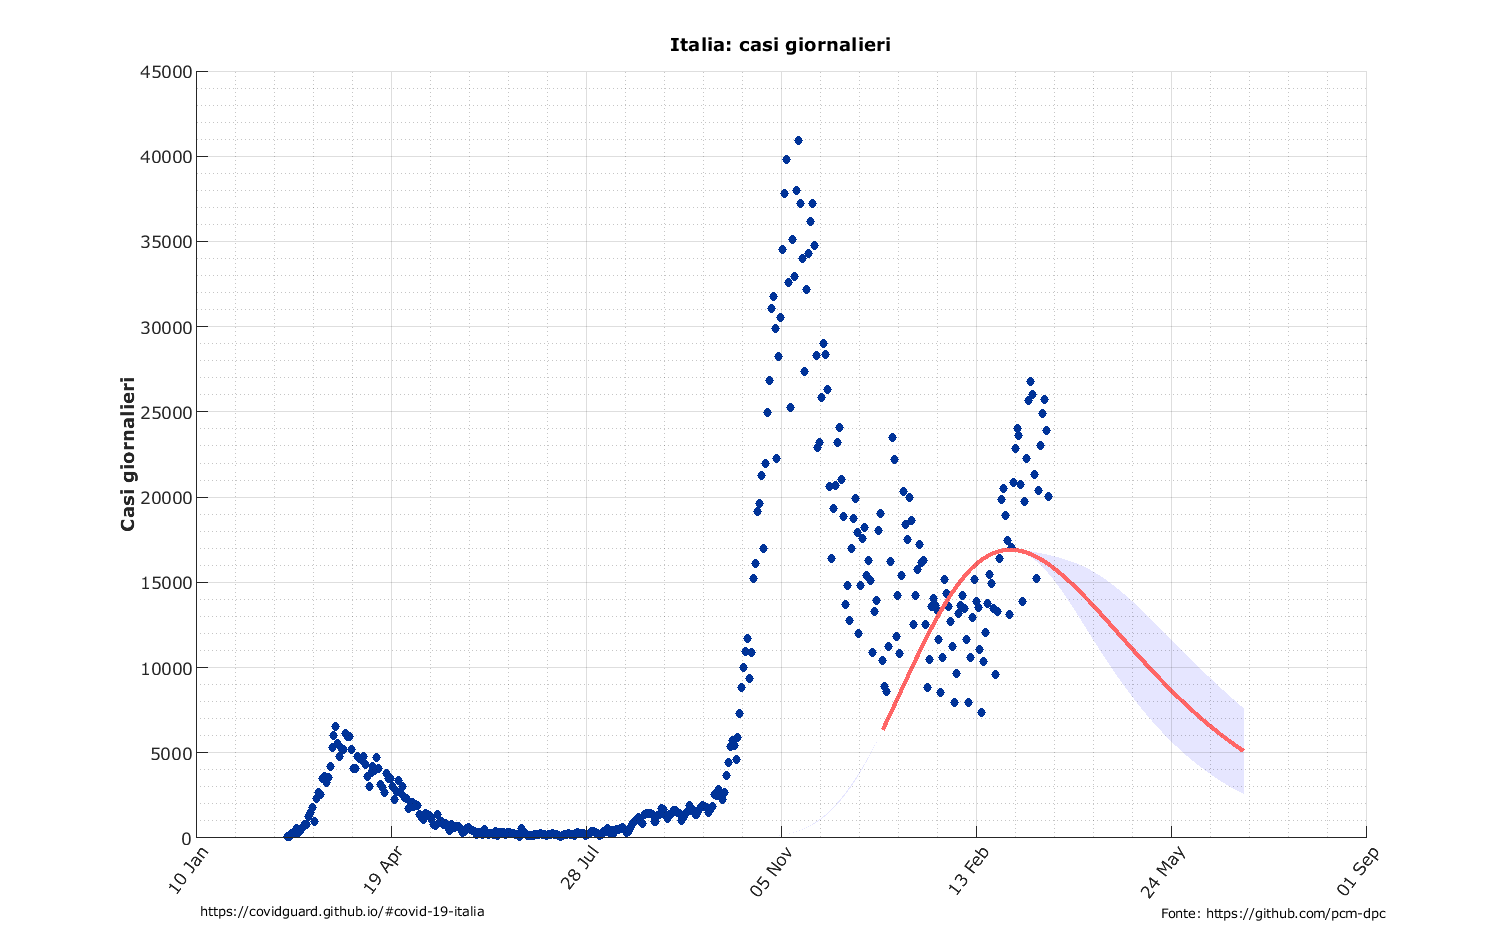 Italia: casi giornalieri
Casi giornalieri
45000
40000
35000
30000
25000
20000
15000
10000
5000
0
10 Jan
19 Apr
28 Jul
05 Nov
13 Feb
24 May
01 Sep
https://covidguard.github.io/#covid-19-italia
Fonte: https://github.com/pcm-dpc